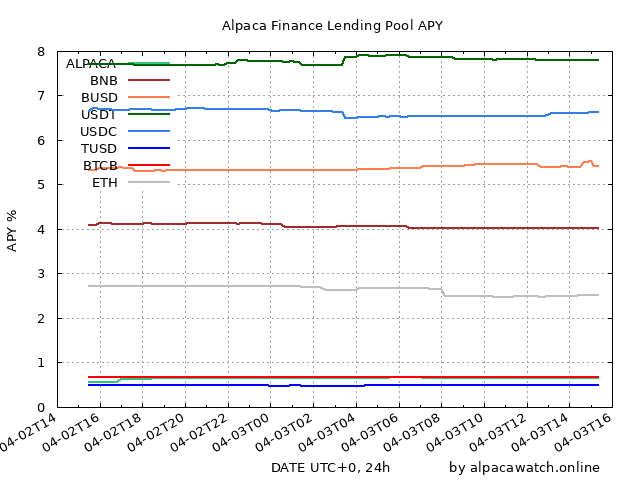 Alpaca Finance Lending Pool APY
8
7
6
5
4
3
2
1
0
APY %
ALPACA
BNB
BUSD
USDT
USDC
TUSD
BTCB
ETH
04-02T14
04-02T16
04-02T18
04-02T20
04-02T22
04-03T00
04-03T02
04-03T04
04-03T06
04-03T08
04-03T10
04-03T12
04-03T14
04-03T16
DATE UTC+0, 24h
by alpacawatch.online